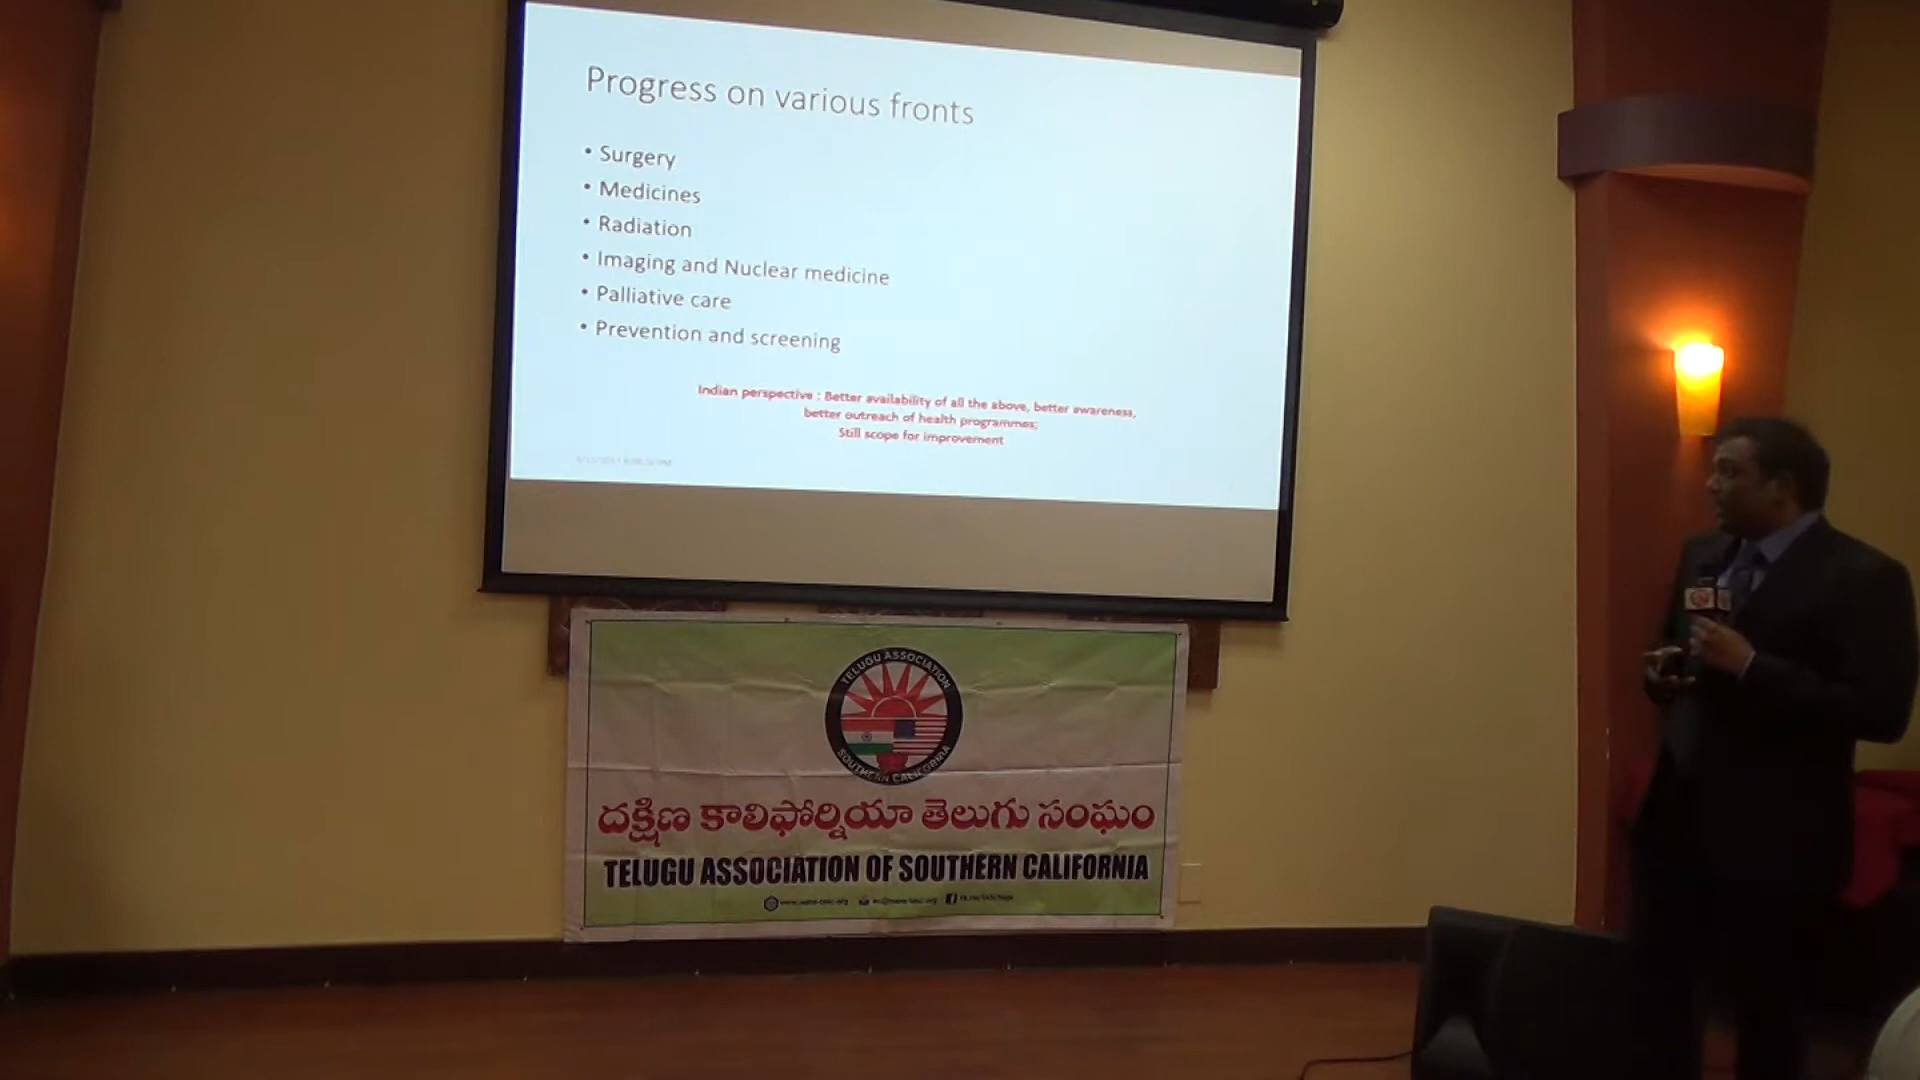 Progress on various fronts
• Surgery
• Medicines
• Radiation
• Imaging and Nuclear medicine
• Palliative care
• Prevention and screening
Indian perspective : Better availability of all the above, better awareness,
better outreach of health programmes;
Still scope for improvement
TELUGU ASSOCIATION
SOUTHERN CALIFORNIA
దక్షిణ కాలిఫోర్నియా తెలుగు సంఘం
TELUGU ASSOCIATION OF SOUTHERN CALIFORNIA